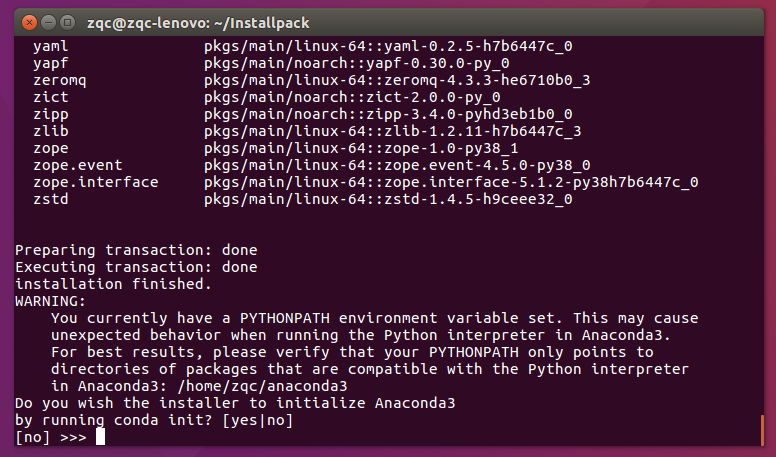 zqc@zqc-lenovo: ~/Installpack
yaml pkgs/main/linux-64::yaml-0.2.5-h7b6447c_0
yapf pkgs/main/noarch::yapf-0.30.0-py_0
zeromq pkgs/main/linux-64::zeromq-4.3.3-he6710b0_3
zict pkgs/main/noarch::zict-2.0.0-py_0
zipp pkgs/main/noarch::zipp-3.4.0-pyhd3eb1b0_0
zlib pkgs/main/linux-64::zlib-1.2.11-h7b6447c_3
zope pkgs/main/linux-64::zope-1.0-py38_1
zope.event pkgs/main/linux-64::zope.event-4.5.0-py38_0
zope.interface pkgs/main/linux-64::zope.interface-5.1.2-py38h7b6447c_0
zstd pkgs/main/linux-64::zstd-1.4.5-h9ceee32_0
Preparing transaction: done
Executing transaction: done
installation finished.
WARNING:
You currently have a PYTHONPATH environment variable set. This may cause
unexpected behavior when running the Python interpreter in Anaconda3.
For best results, please verify that your PYTHONPATH only points to
directories of packages that are compatible with the Python interpreter
in Anaconda3: /home/zqc/anaconda3
Do you wish the installer to initialize Anaconda3
by running conda init? [yes|no]
[no] >>>